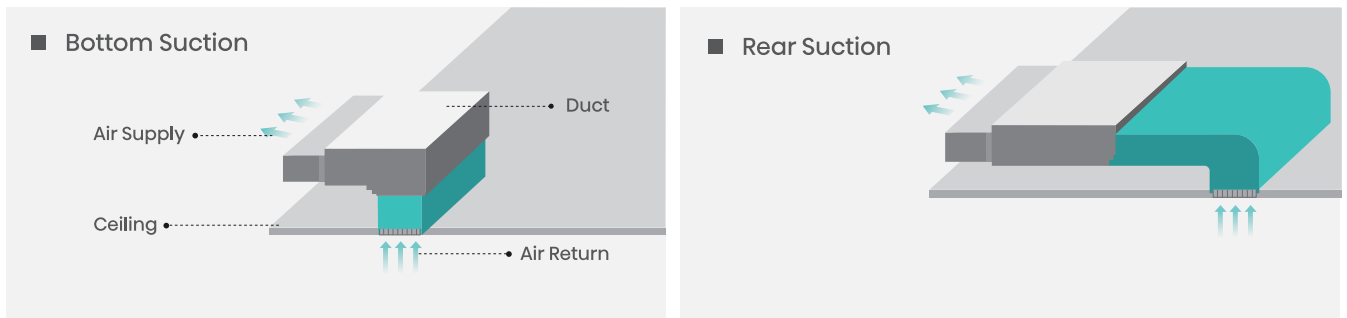 Bottom Suction
Duct
Air Supply
Ceiling
Air Return
Rear Suction